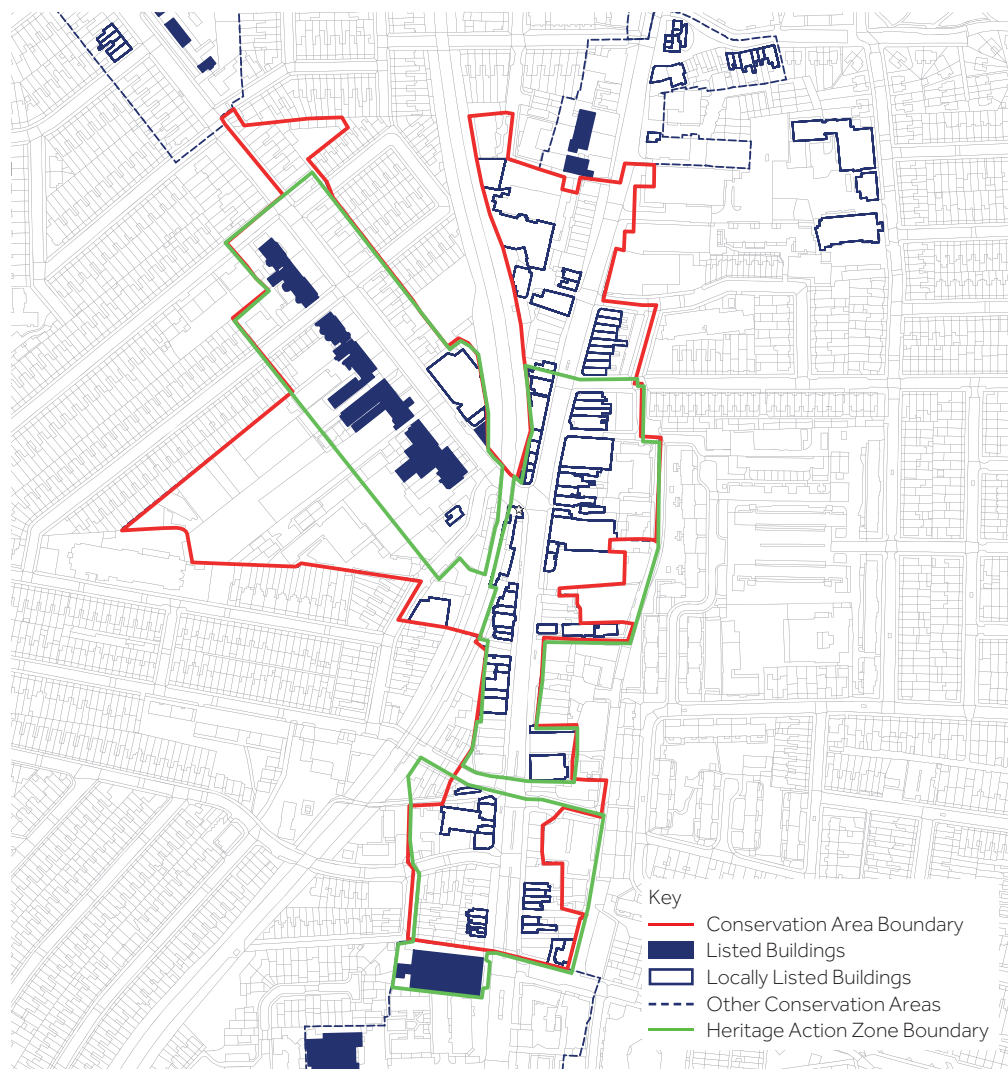 Key
Conservation Area Boundary
Listed Buildings
Locally Listed Buildings
Other Conservation Areas
Heritage Action Zone Boundary